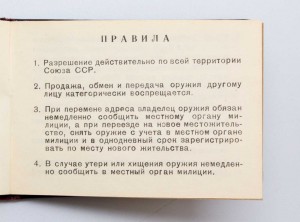 ПРАВИЛА
1. Разрешение действительно по всей территории
Союза ССР.
2. Продажа, обмен и передача оружия другому
лицу категорически воспрещается.
3. При перемене адреса владелец оружия обязан
немедленно сообщить местному органу мили-
ции, а при переезде на новое местожитель-
ство, снять оружие с учета в местном органе
милиции и в однодневный срок зарегистриро-
вать по месту нового жительства.
4. В случае утери или хищения оружия немедлен-
но сообщить в местный орган милиции.